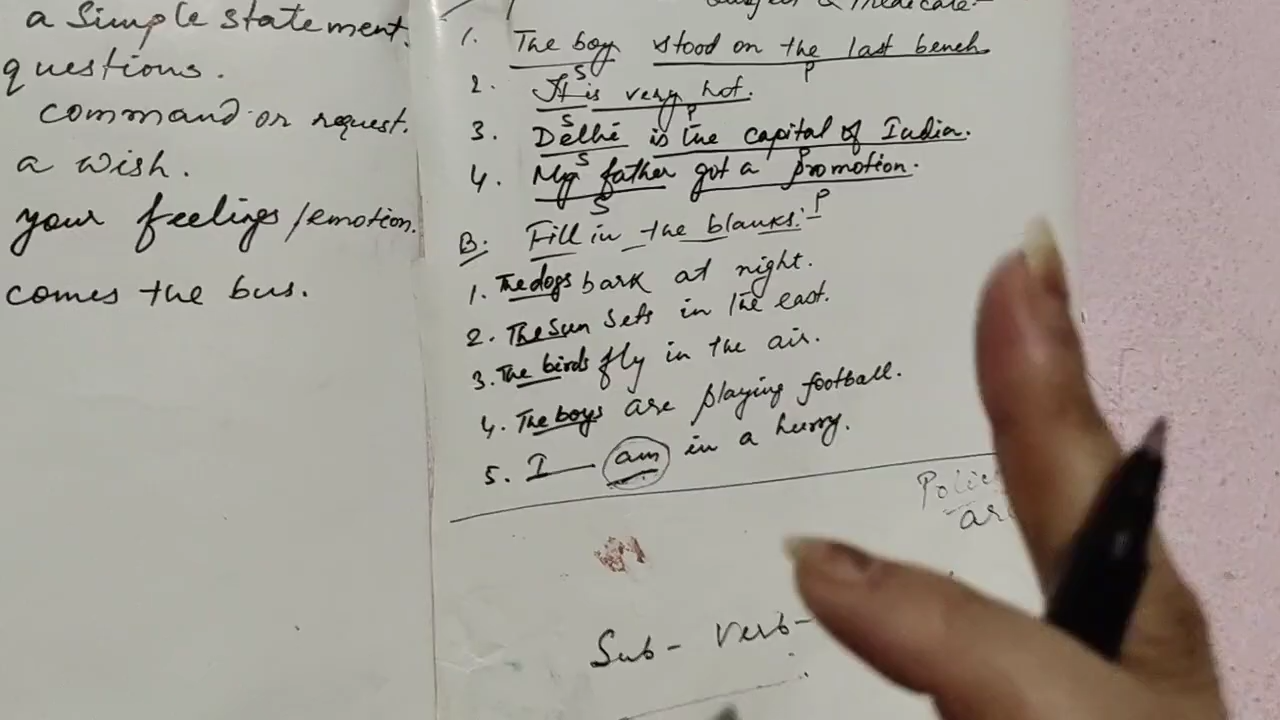 a Simple statement.
questions.
command or request.
a wish.
your feelings/emotion.
comes the bus.
Subject & Predicate-
1. The boy stood on the last bench
S P
2. It is very hot.
S P
3. Delhi is the capital of India.
S P
4. My father got a promotion.
S P
B. Fill in the blanks:-
1. The dogs bark at night.
2. The Sun Sets in the east.
3. The birds fly in the air.
4. The boys are playing football.
5. I am in a hurry.
Sub- Verb-